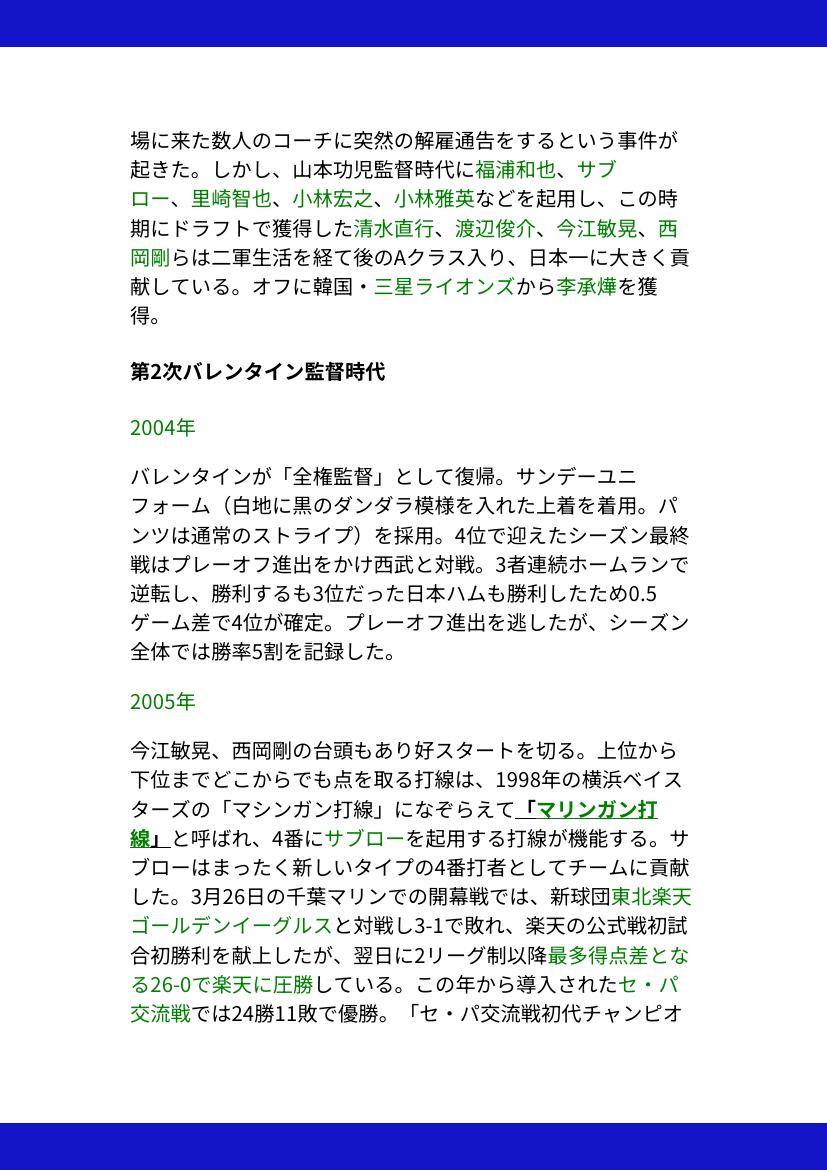 場に来た数人のコーチに突然の解雇通告をするという事件が
起きた。しかし、山本功児監督時代に福浦和也、サブ
ロー、里崎智也、小林宏之、小林雅英などを起用し、この時
期にドラフトで獲得した清水直行、渡辺俊介、今江敏晃、西
岡剛らは二軍生活を経て後のAクラス入り、日本一に大きく貢
献している。オフに韓国・三星ライオンズから李承燁を獲
得。
第2次バレンタイン監督時代
2004年
バレンタインが「全権監督」として復帰。サンデーユニ
フォーム（白地に黒のダンダラ模様を入れた上着を着用。パ
ンツは通常のストライプ）を採用。4位で迎えたシーズン最終
戦はプレーオフ進出をかけ西武と対戦。3者連続ホームランで
逆転し、勝利するも3位だった日本ハムも勝利したため0.5
ゲーム差で4位が確定。プレーオフ進出を逃したが、シーズン
全体では勝率5割を記録した。
2005年
今江敏晃、西岡剛の台頭もあり好スタートを切る。上位から
下位までどこからでも点を取る打線は、1998年の横浜ベイス
ターズの「マシンガン打線」になぞらえて「マリンガン打
線」と呼ばれ、4番にサブローを起用する打線が機能する。サ
ブローはまったく新しいタイプの4番打者としてチームに貢献
した。3月26日の千葉マリンでの開幕戦では、新球団東北楽天
ゴールデンイーグルスと対戦し3-1で敗れ、楽天の公式戦初試
合初勝利を献上したが、翌日に2リーグ制以降最多得点差とな
る26-0で楽天に圧勝している。この年から導入されたセ・パ
交流戦では24勝11敗で優勝。「セ・パ交流戦初代チャンピオ